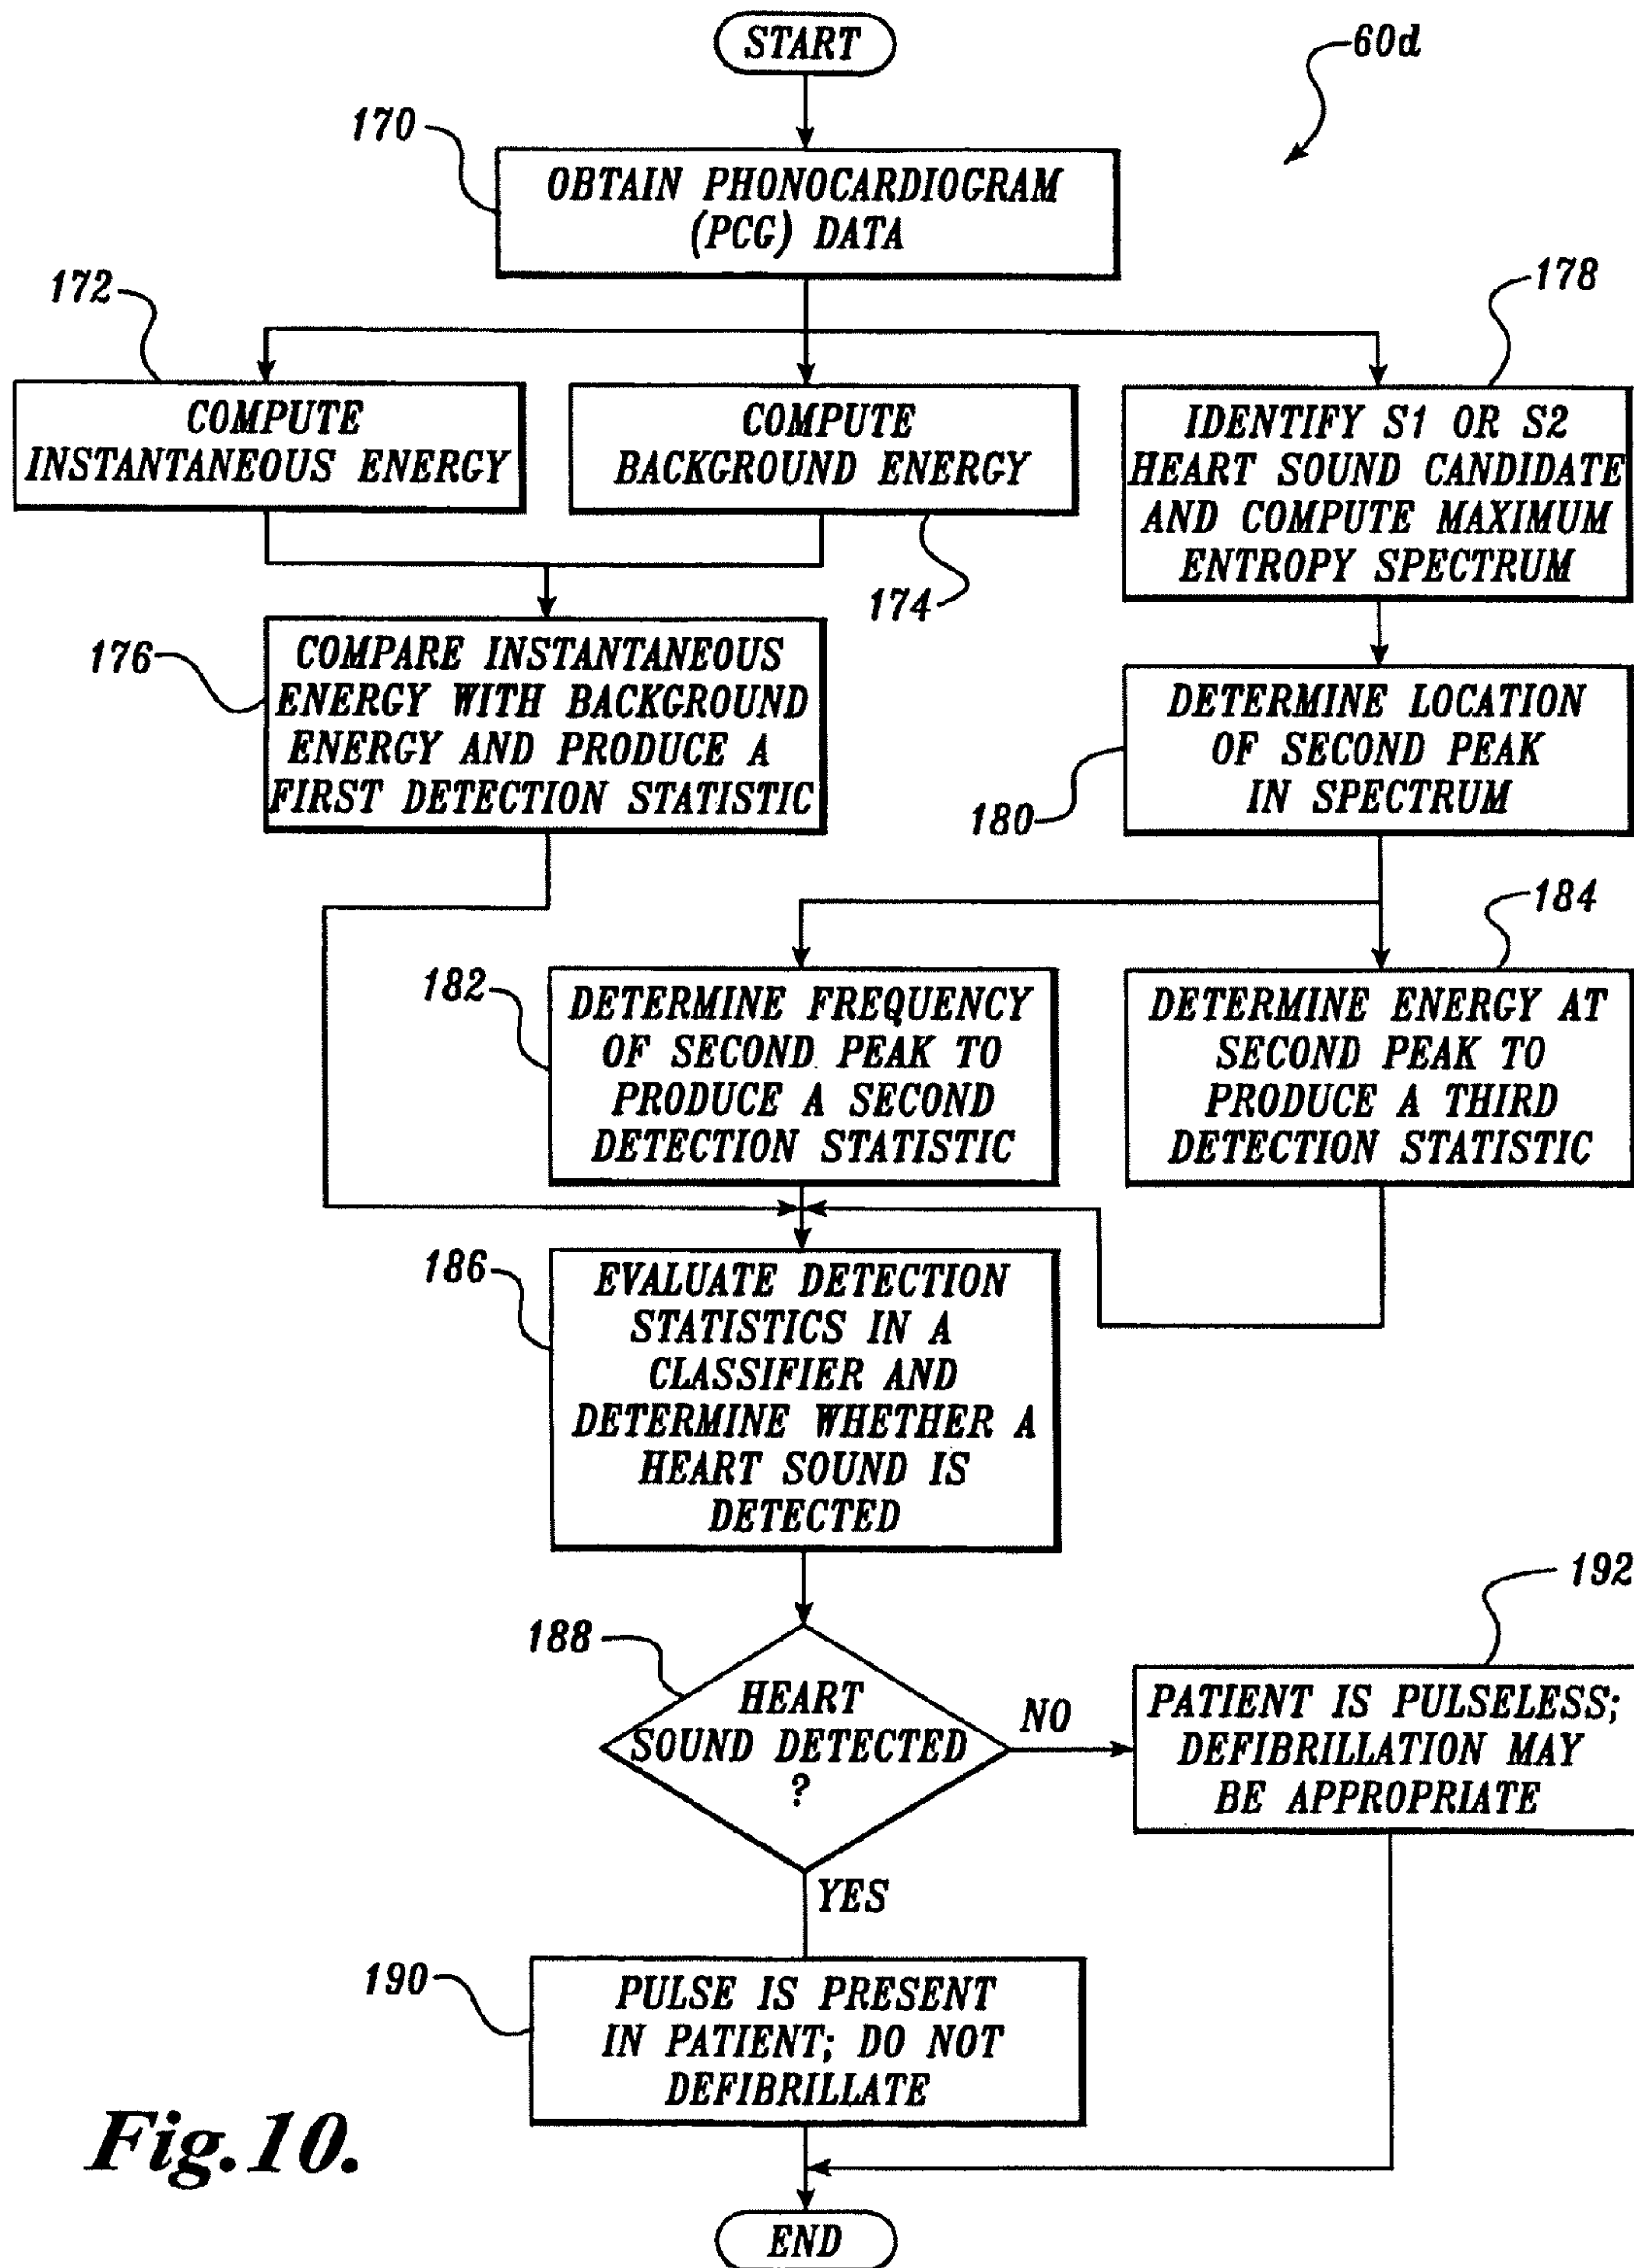 START
60d
170
OBTAIN PHONOCARDIOGRAM
(PCG) DATA
172
178
COMPUTE
INSTANTANEOUS ENERGY
COMPUTE
BACKGROUND ENERGY
IDENTIFY S1 OR S2
HEART SOUND CANDIDATE
AND COMPUTE MAXIMUM
ENTROPY SPECTRUM
174
176
COMPARE INSTANTANEOUS
ENERGY WITH BACKGROUND
ENERGY AND PRODUCE A
FIRST DETECTION STATISTIC
DETERMINE LOCATION
OF SECOND PEAK
IN SPECTRUM
180
184
182
DETERMINE FREQUENCY
OF SECOND PEAK TO
PRODUCE A SECOND
DETECTION STATISTIC
DETERMINE ENERGY AT
SECOND PEAK TO
PRODUCE A THIRD
DETECTION STATISTIC
186
EVALUATE DETECTION
STATISTICS IN A
CLASSIFIER AND
DETERMINE WHETHER A
HEART SOUND IS
DETECTED
192
188
HEART
SOUND DETECTED
?
NO
PATIENT IS PULSELESS;
DEFIBRILLATION MAY
BE APPROPRIATE
YES
190
PULSE IS PRESENT
IN PATIENT; DO NOT
DEFIBRILLATE
Fig.10.
END